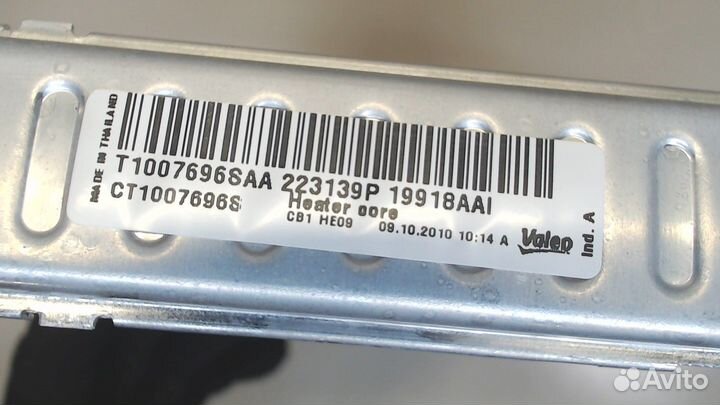 MADE IN THAILAND
T1007696SAA 223139P 19918AAI
CT1007696S Heater core
CB1 HE09 09.10.2010 10:14 A Valeo
Ind. A
Avito